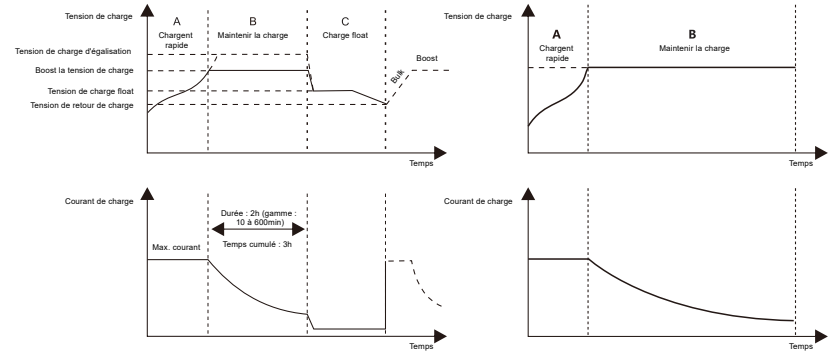 Tension de charge
A
B
C
Chargent
rapide
Maintenir la charge
Charge float
Tension de charge d'égalisation
Boost la tension de charge
Tension de charge float
Tension de retour de charge
Bulk
Boost
Temps
Tension de charge
A
B
Chargent
rapide
Maintenir la charge
Temps
Courant de charge
Durée : 2h (gamme :
10 à 600min)
Temps cumulé : 3h
Max. courant
Temps
Courant de charge
Temps